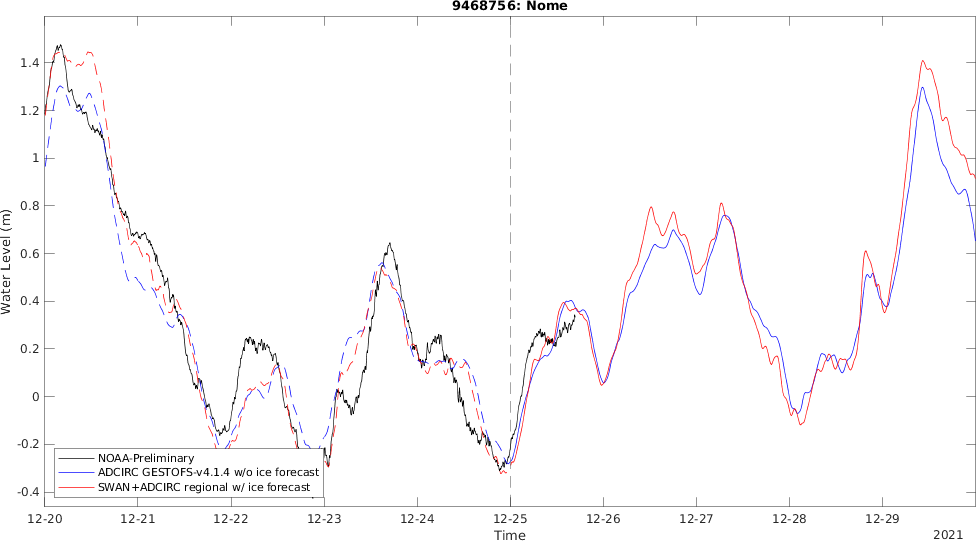 9468756: Nome
Water Level (m)
1.4
1.2
1
0.8
0.6
0.4
0.2
0
-0.2
-0.4
NOAA-Preliminary
ADCIRC GESTOFS-v4.1.4 w/o ice forecast
SWAN+ADCIRC regional w/ ice forecast
12-20 12-21 12-22 12-23 12-24 12-25 12-26 12-27 12-28 12-29
Time
2021